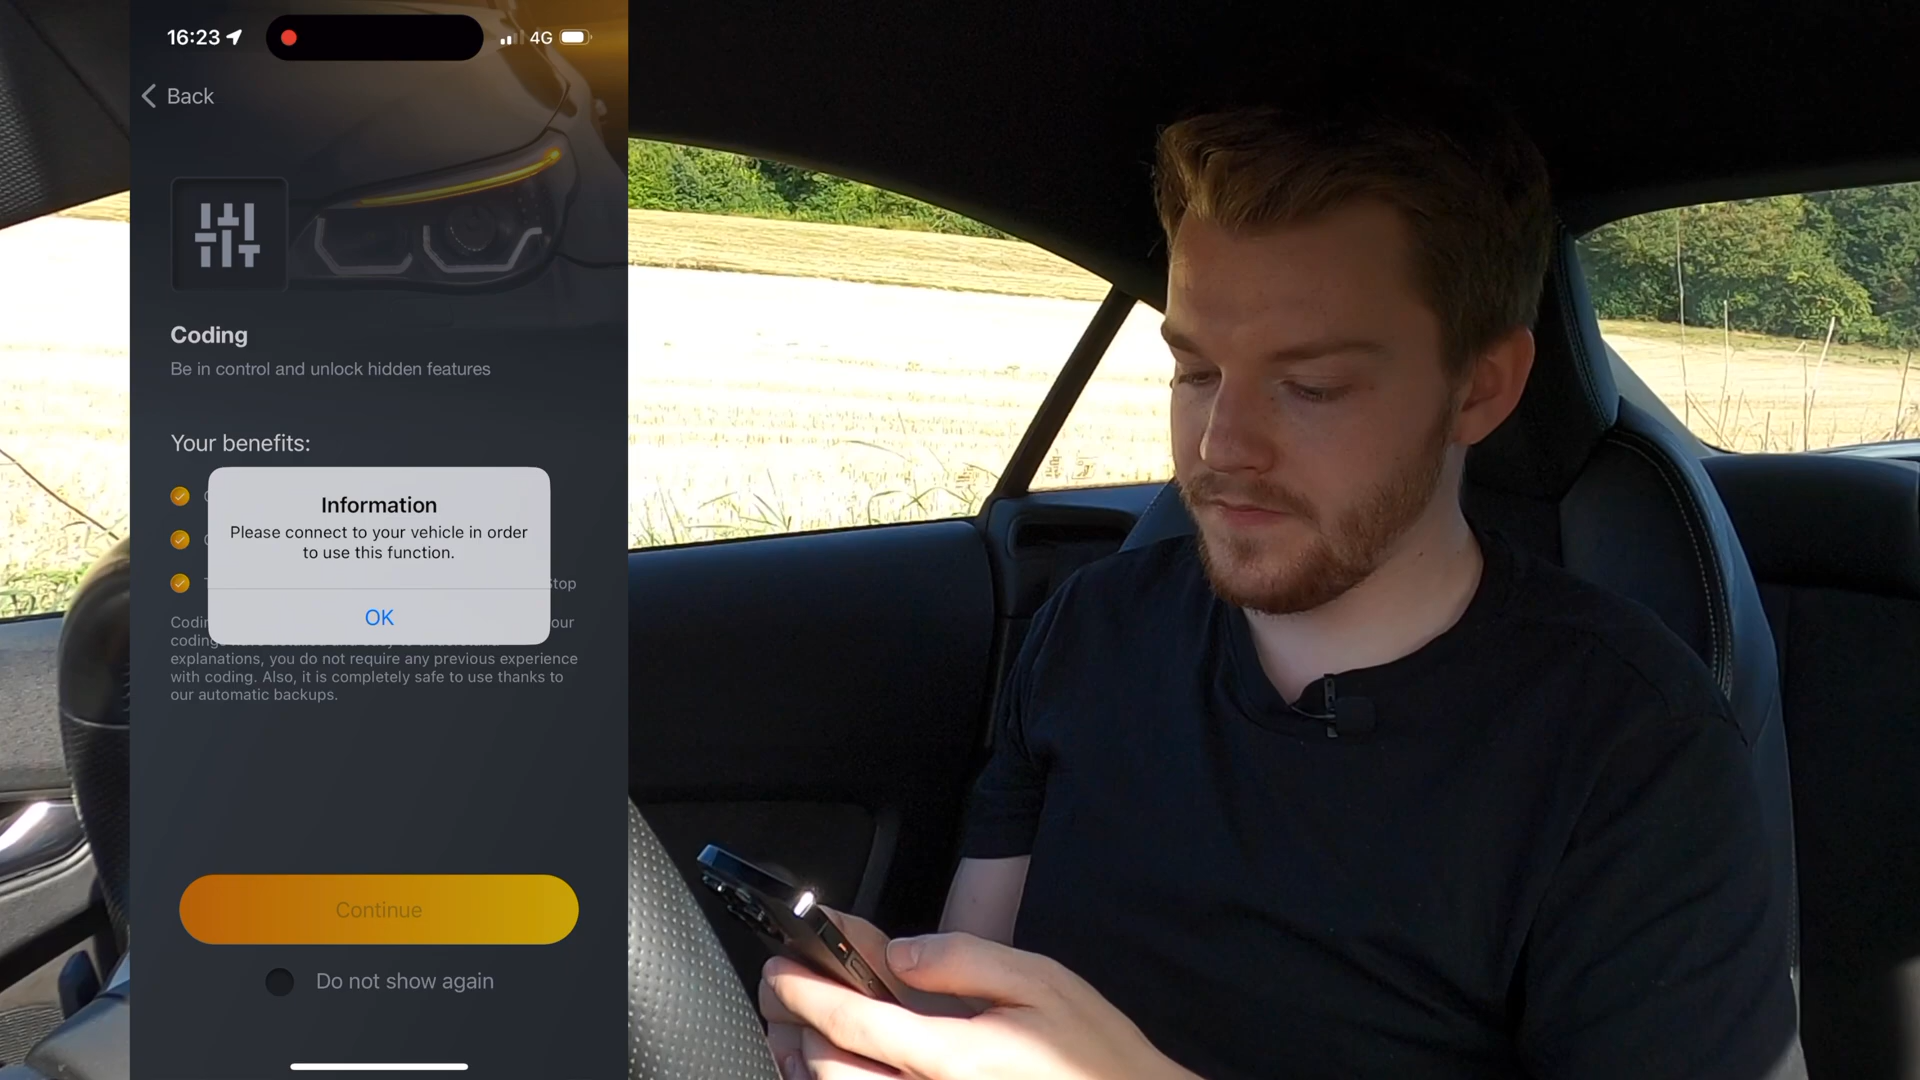 16:23
4G
Back
Coding
Be in control and unlock hidden features
Your benefits:
Information
Please connect to your vehicle in order
to use this function.
Stop
OK
our
coding
explanations, you do not require any previous experience
with coding. Also, it is completely safe to use thanks to
our automatic backups.
Continue
Do not show again